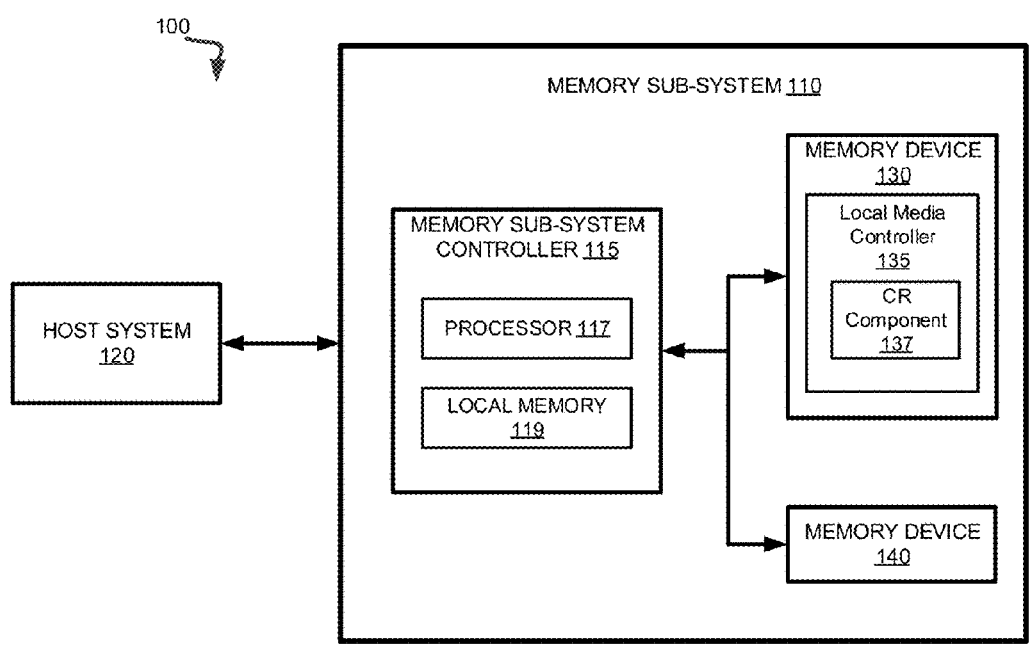 100
MEMORY SUB-SYSTEM 110
MEMORY DEVICE
130
Local Media
Controller
135
CR
Component
137
MEMORY SUB-SYSTEM
CONTROLLER 115
PROCESSOR 117
LOCAL MEMORY
119
HOST SYSTEM
120
MEMORY DEVICE
140